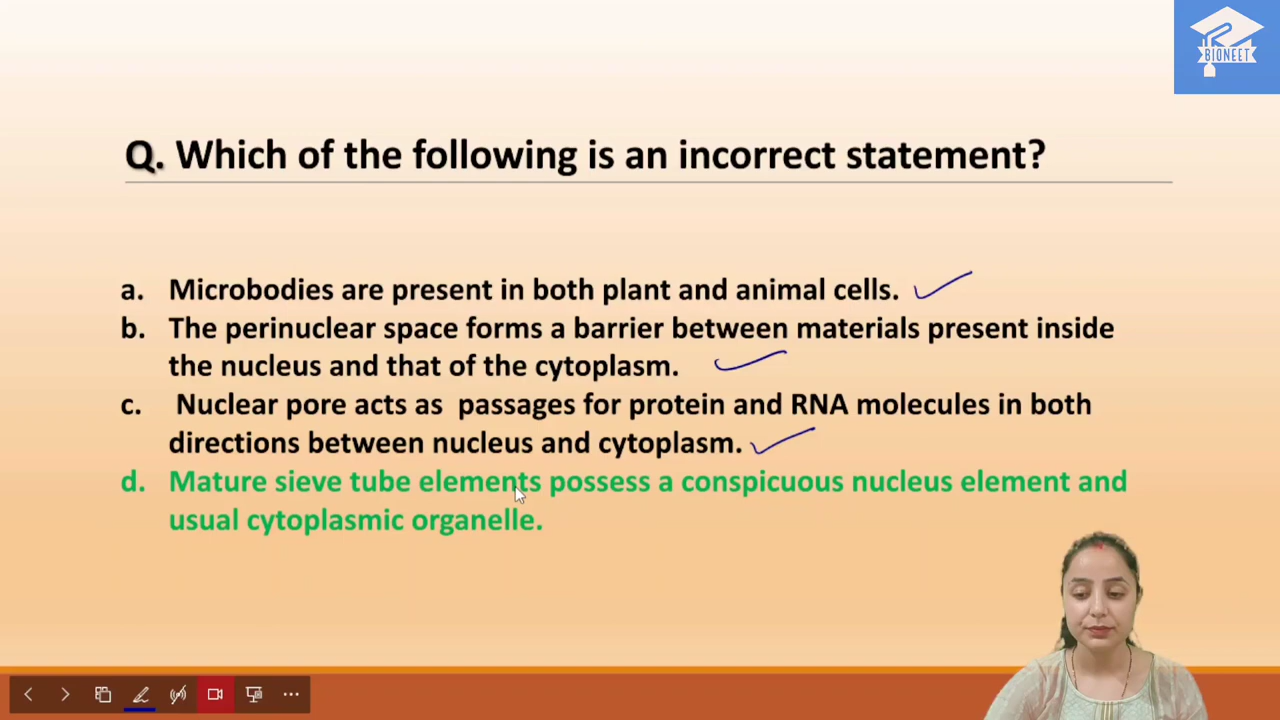 BIONEET
Q. Which of the following is an incorrect statement?
a. Microbodies are present in both plant and animal cells.
b. The perinuclear space forms a barrier between materials present inside
the nucleus and that of the cytoplasm.
c. Nuclear pore acts as passages for protein and RNA molecules in both
directions between nucleus and cytoplasm.
d. Mature sieve tube elements possess a conspicuous nucleus element and
usual cytoplasmic organelle.